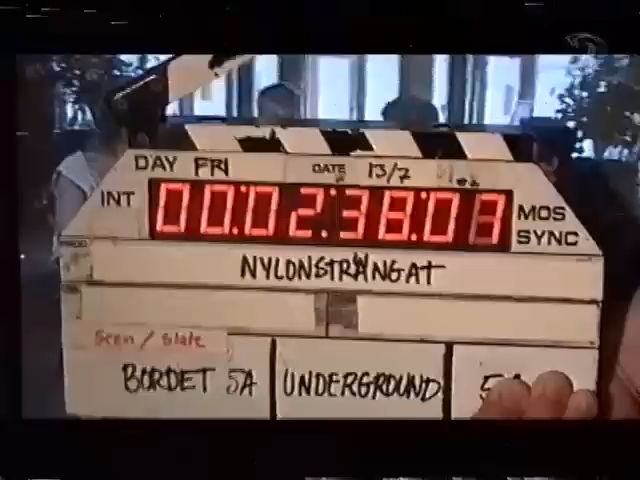 DAY FRI DATE 13/7
INT 00:02:38:03 MOS
SYNC
NYLONSTRÄNGAT
Scen / Slate
BORDET 5A UNDERGROUND